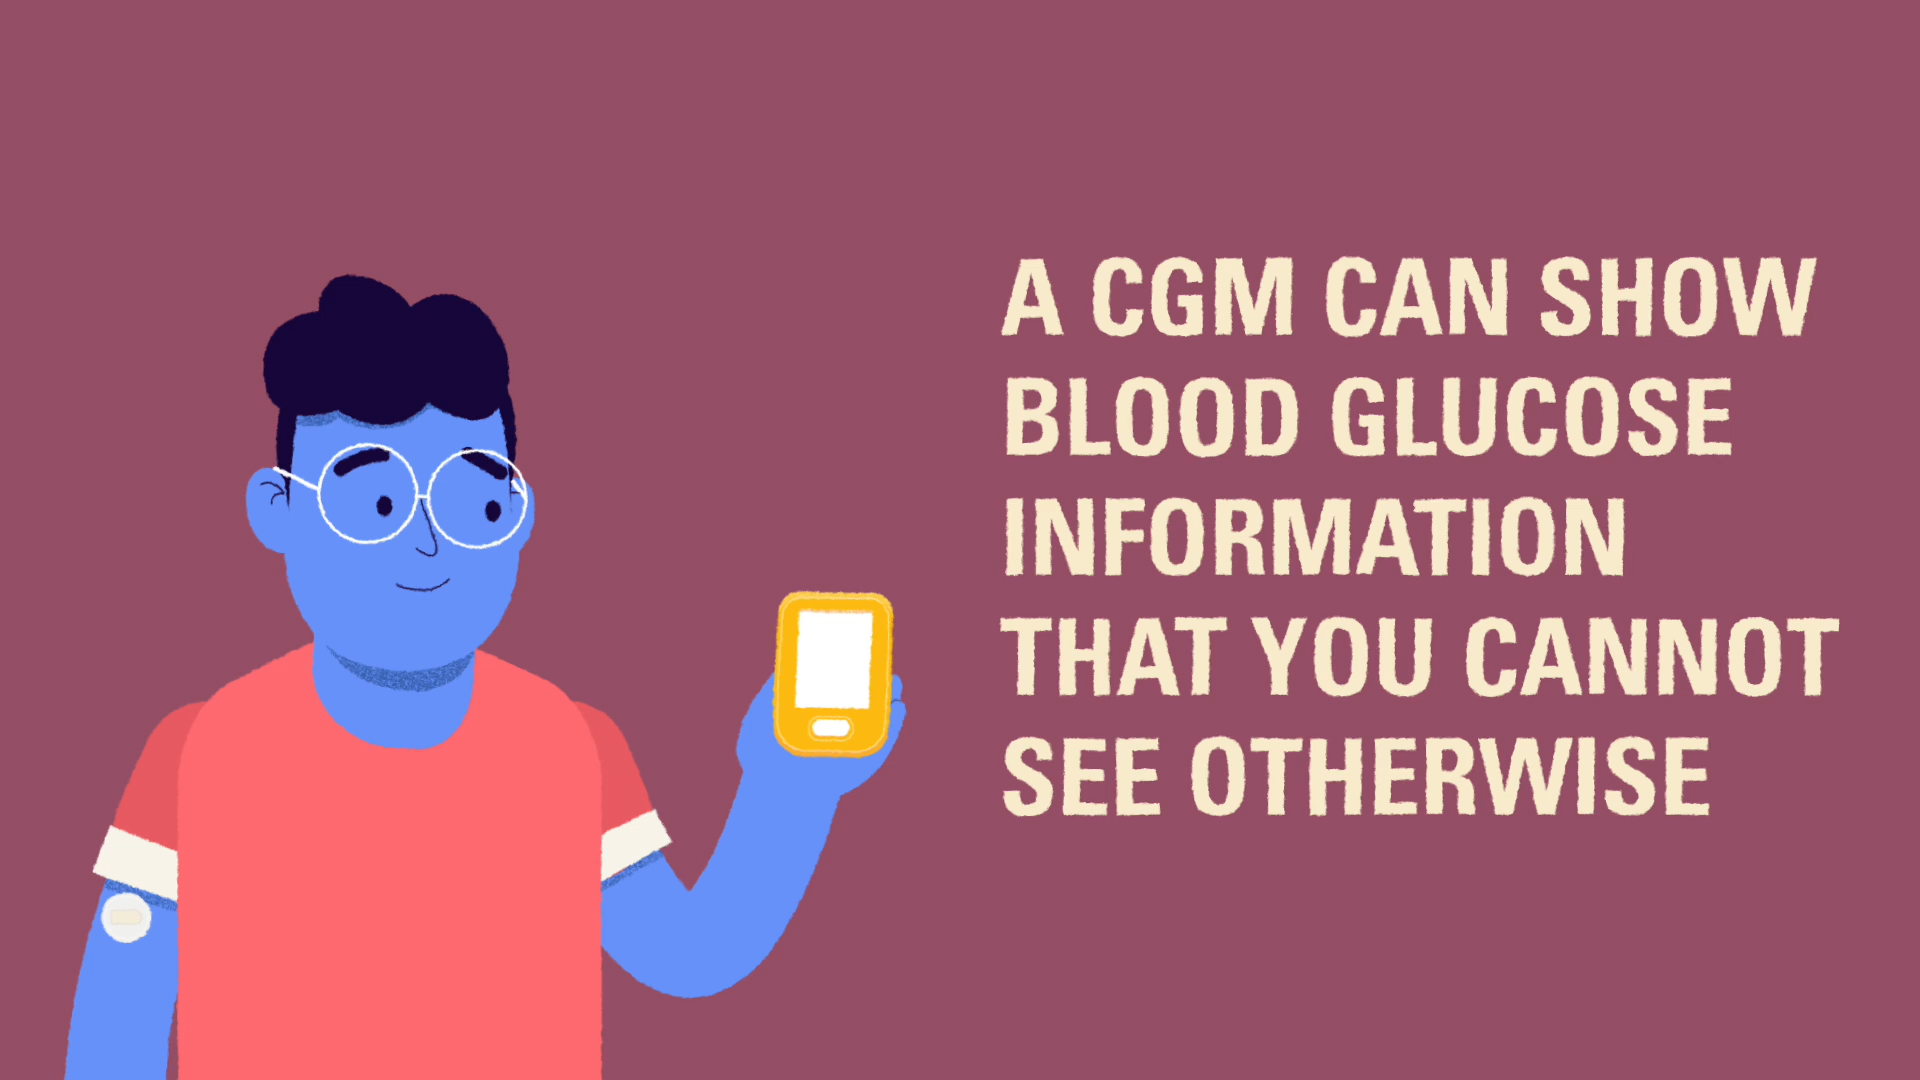 A CGM CAN SHOW
BLOOD GLUCOSE
INFORMATION
THAT YOU CANNOT
SEE OTHERWISE